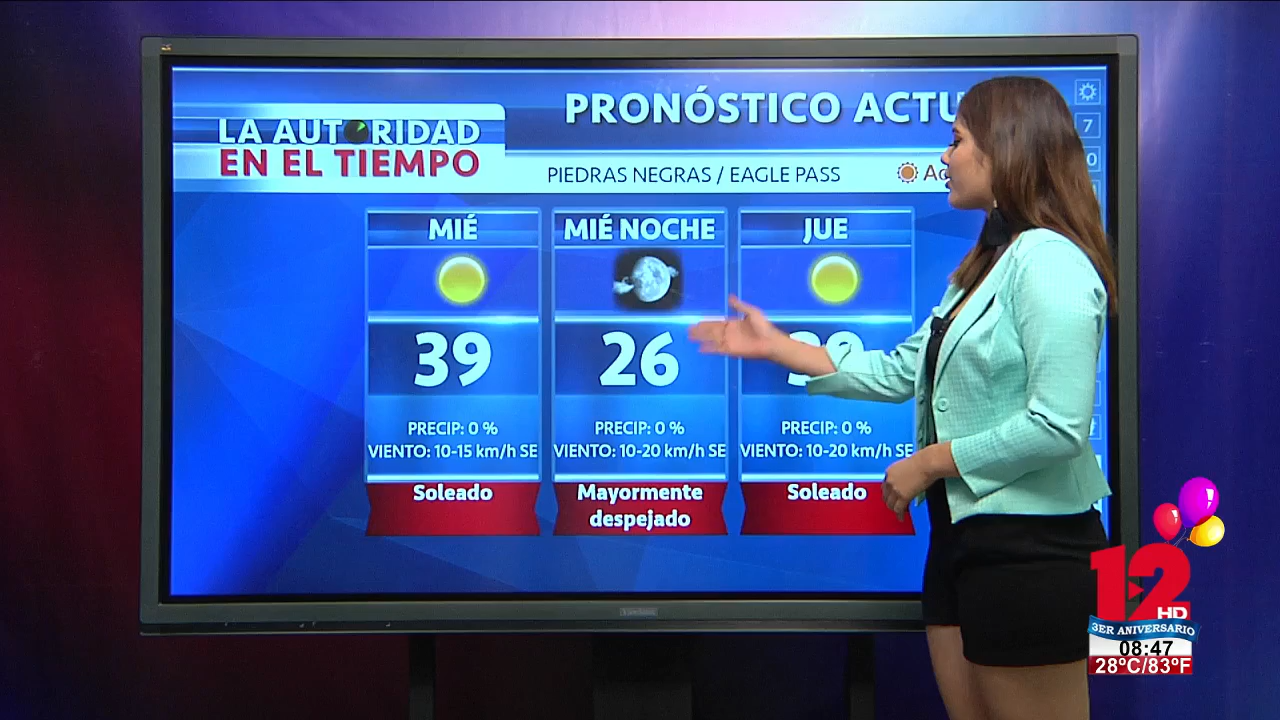 PRONÓSTICO ACTU
LA AUTORIDAD
EN EL TIEMPO
PIEDRAS NEGRAS / EAGLE PASS
MIÉ
MIÉ NOCHE
JUE
7
39
26
PRECIP: 0 %
PRECIP: 0 %
PRECIP: 0 %
VIENTO: 10-15 km/h SE
VIENTO: 10-20 km/h SE
VIENTO: 10-20 km/h SE
Soleado
Mayormente
despejado
Soleado
12
HD
3ER ANIVERSARIO
08:47
28ºC/83ºF